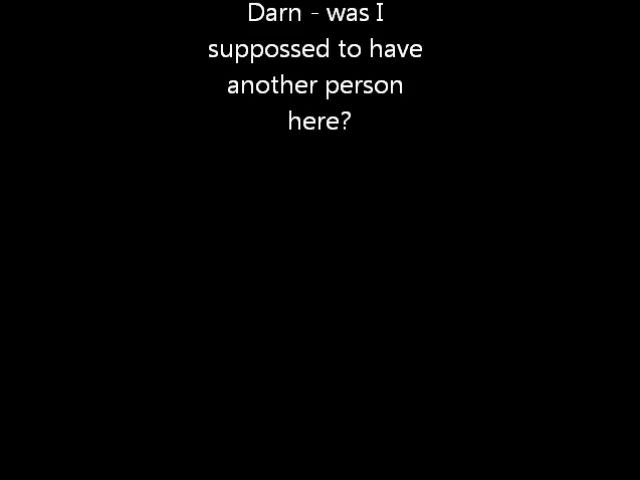 Darn - was I
suppossed to have
another person
here?